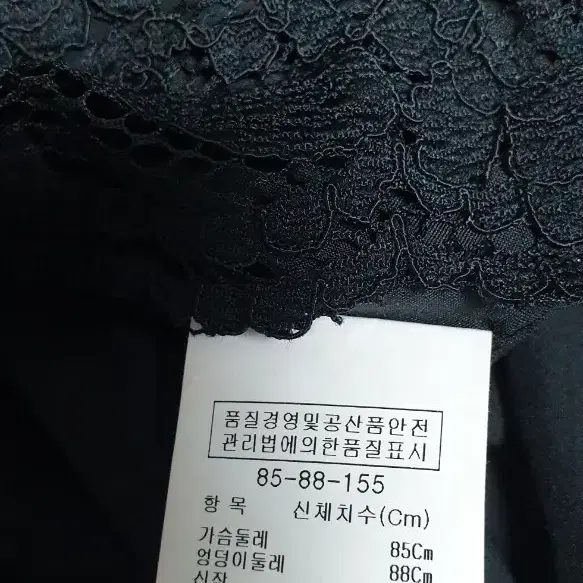 품질경영및공산품안전
관리법에의한품질표시
85-88-155
항 목 신체치수(Cm)
가슴둘레 85Cm
엉덩이둘레 88Cm
신장